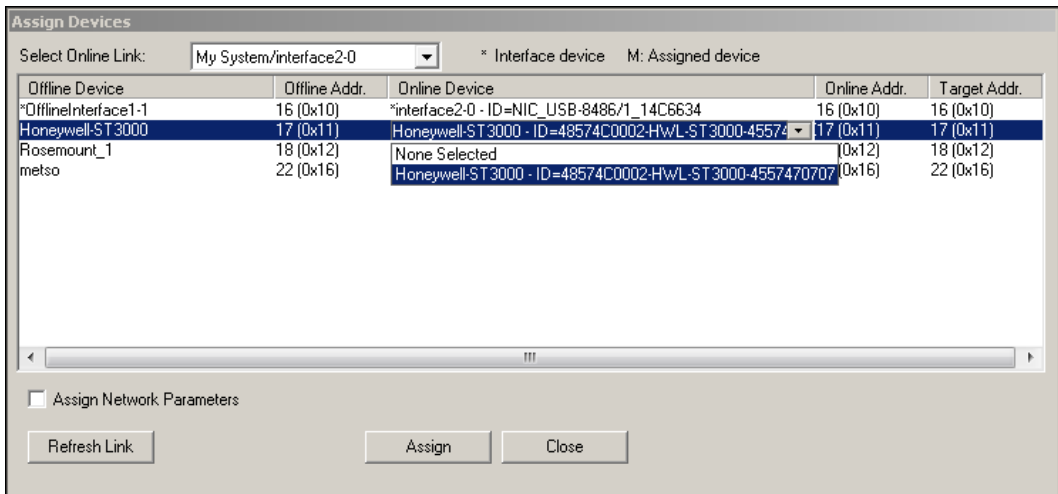 Assign Devices
Select Online Link: My System/interface2-0 * Interface device M: Assigned device
Offline Device Offline Addr. Online Device Online Addr. Target Addr.
*OfflineInterface1-1 16 (0x10) *interface2-0 - ID=NIC_USB-8486/1_14C6634 16 (0x10) 16 (0x10)
Honeywell-ST3000 17 (0x11) Honeywell-ST3000 - ID=48574C0002-HWL-ST3000-45574 17 (0x11) 17 (0x11)
Rosemount_1 18 (0x12) None Selected (0x12) 18 (0x12)
metso 22 (0x16) Honeywell-ST3000 - ID=48574C0002-HWL-ST3000-4557470707 (0x16) 22 (0x16)
Assign Network Parameters
Refresh Link Assign Close